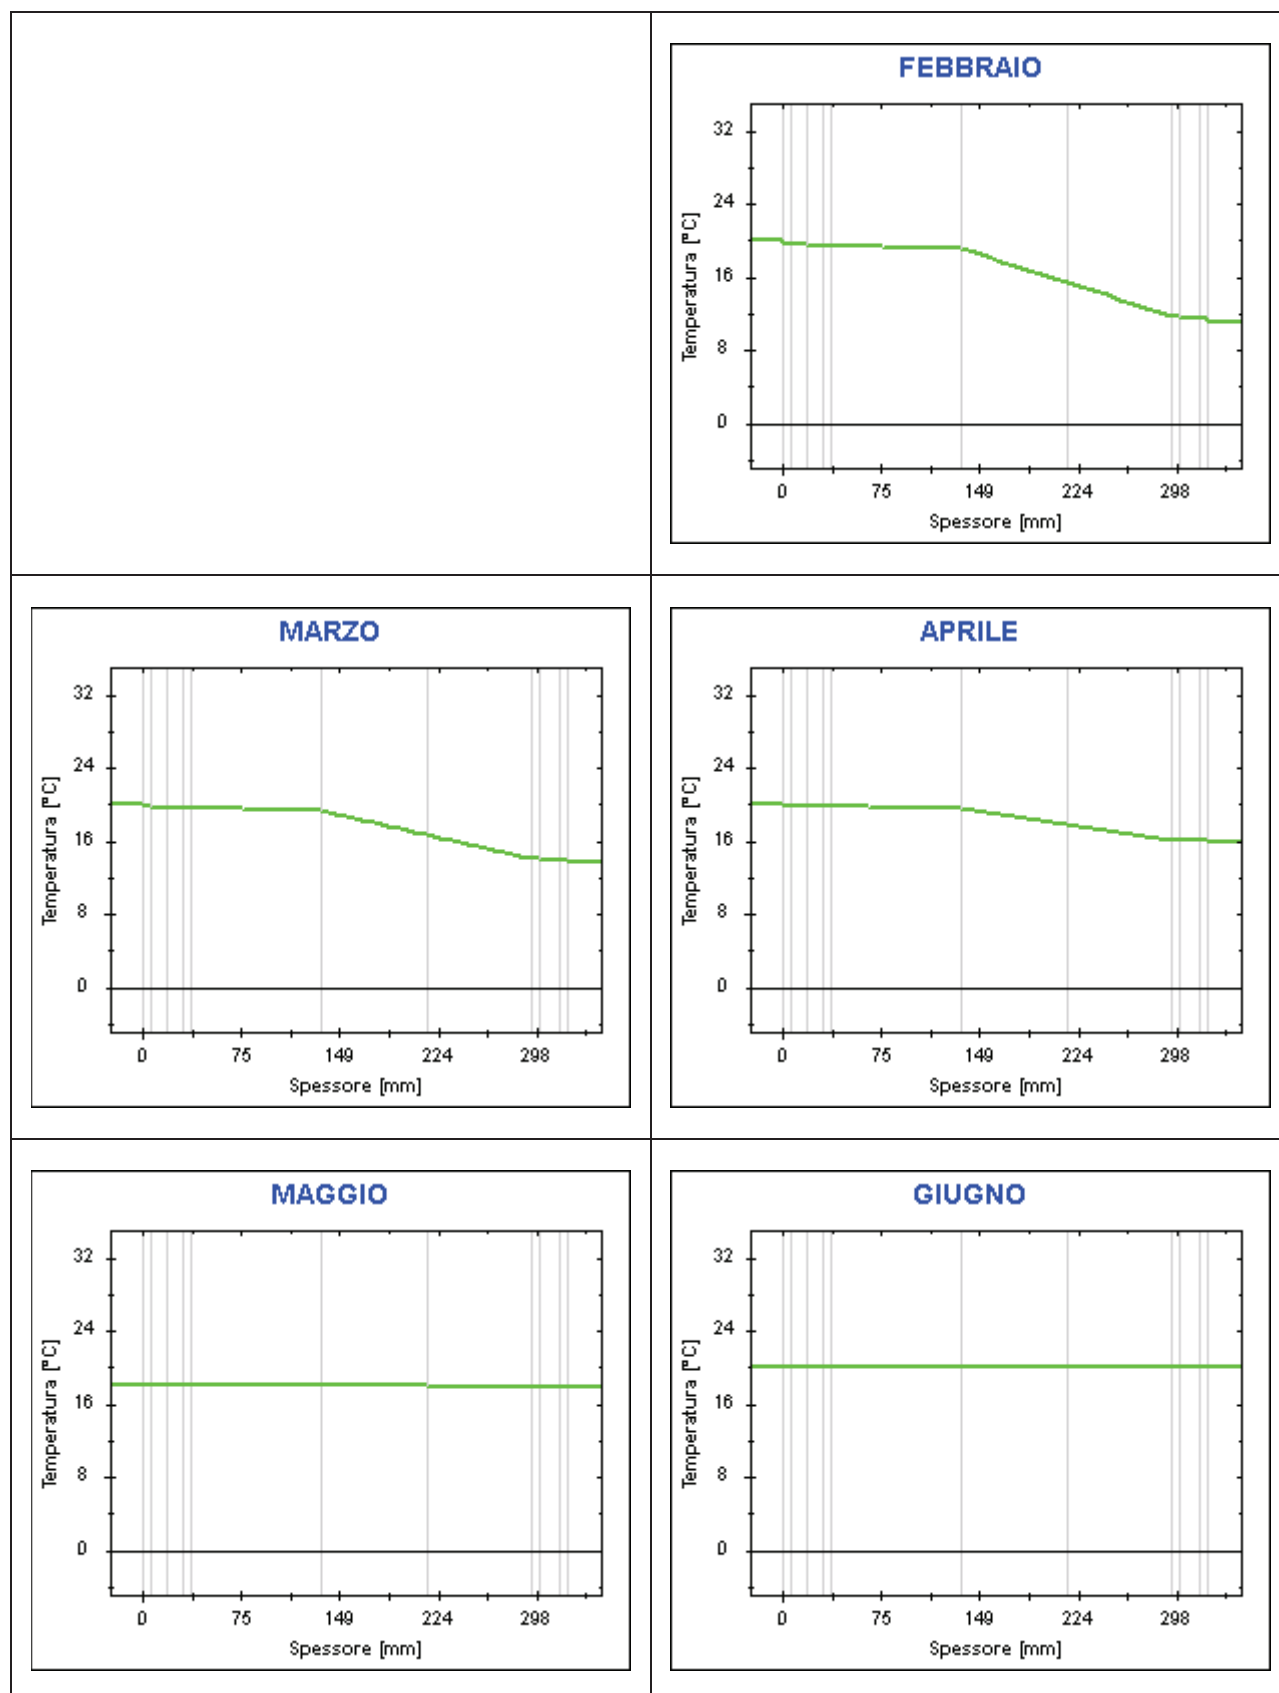 FEBBRAIO
32
24
16
8
0
Temperatura [°C]
0 75 149 224 298
Spessore [mm]
MARZO
32
24
16
8
0
Temperatura [°C]
0 75 149 224 298
Spessore [mm]
APRILE
32
24
16
8
0
Temperatura [°C]
0 75 149 224 298
Spessore [mm]
MAGGIO
32
24
16
8
0
Temperatura [°C]
0 75 149 224 298
Spessore [mm]
GIUGNO
32
24
16
8
0
Temperatura [°C]
0 75 149 224 298
Spessore [mm]